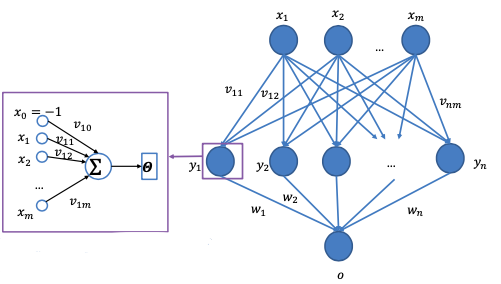 x₁ x₂ ... xₘ
v₁₁ v₁₂ vₙₘ
x₀ = −1
v₁₀
x₁ v₁₁
x₂ v₁₂ Σ Θ
...
xₘ v₁ₘ
y₁ y₂ ... yₙ
w₁ w₂ wₙ
o